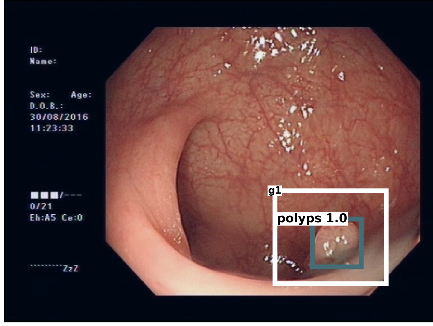 ID:
Name:
Sex: Age:
D.O.B.:
30/08/2016
11:23:33
■■■/---
0/21
Eh:A5 Ce:0
ZzZ
g1
polyps 1.0